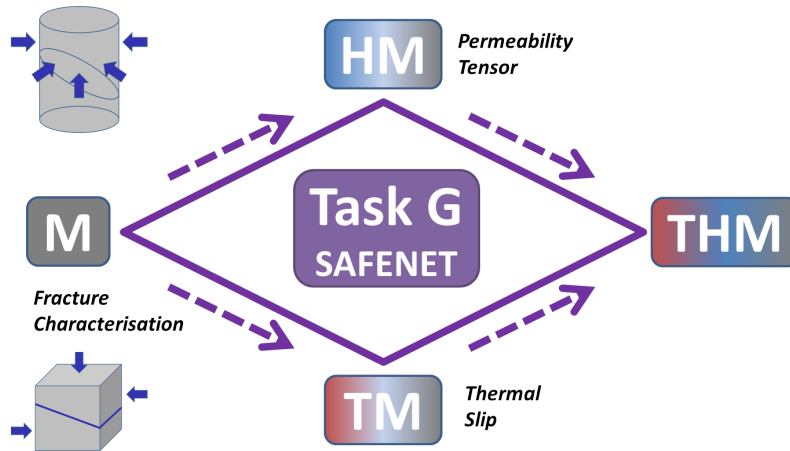 HM
Permeability
Tensor
M
Task G
SAFENET
THM
Fracture
Characterisation
TM
Thermal
Slip